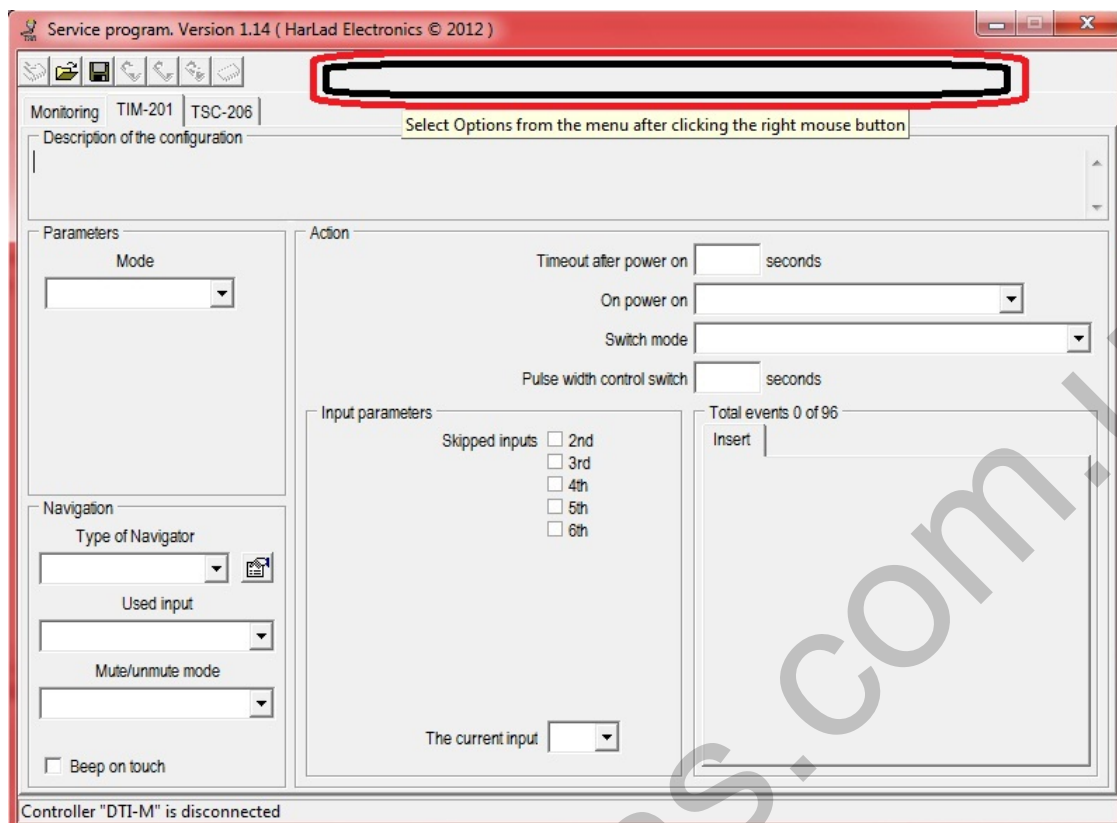 Service program. Version 1.14 ( HarLad Electronics © 2012 )
Monitoring TIM-201 TSC-206
Select Options from the menu after clicking the right mouse button
Description of the configuration
Parameters
Mode
Action
Timeout after power on seconds
On power on
Switch mode
Pulse width control switch seconds
Input parameters
Skipped inputs 2nd
3rd
4th
5th
6th
The current input
Total events 0 of 96
Insert
Navigation
Type of Navigator
Used input
Mute/unmute mode
Beep on touch
Controller "DTI-M" is disconnected
s.com.